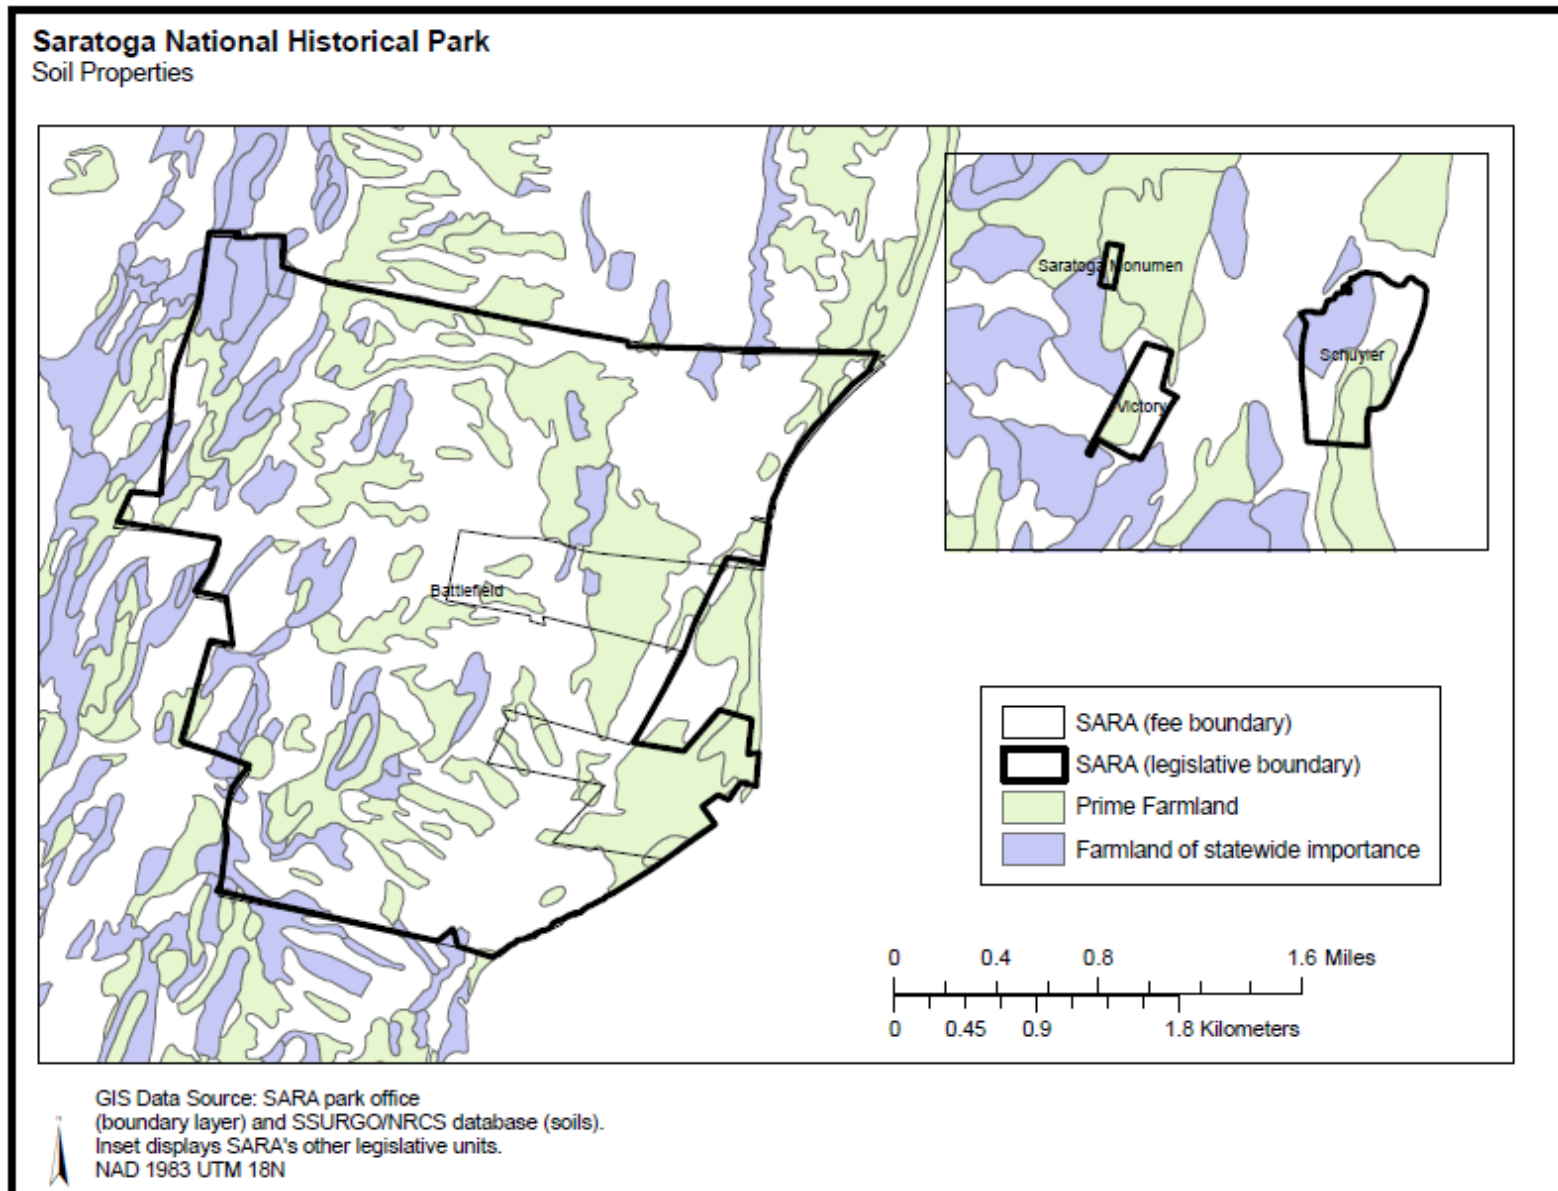 Saratoga National Historical Park
Soil Properties
Saratoga Monumen
Schuyler
Victory
Battlefield
SARA (fee boundary)
SARA (legislative boundary)
Prime Farmland
Farmland of statewide importance
0 0.4 0.8 1.6 Miles
0 0.45 0.9 1.8 Kilometers
GIS Data Source: SARA park office
(boundary layer) and SSURGO/NRCS database (soils).
Inset displays SARA's other legislative units.
NAD 1983 UTM 18N